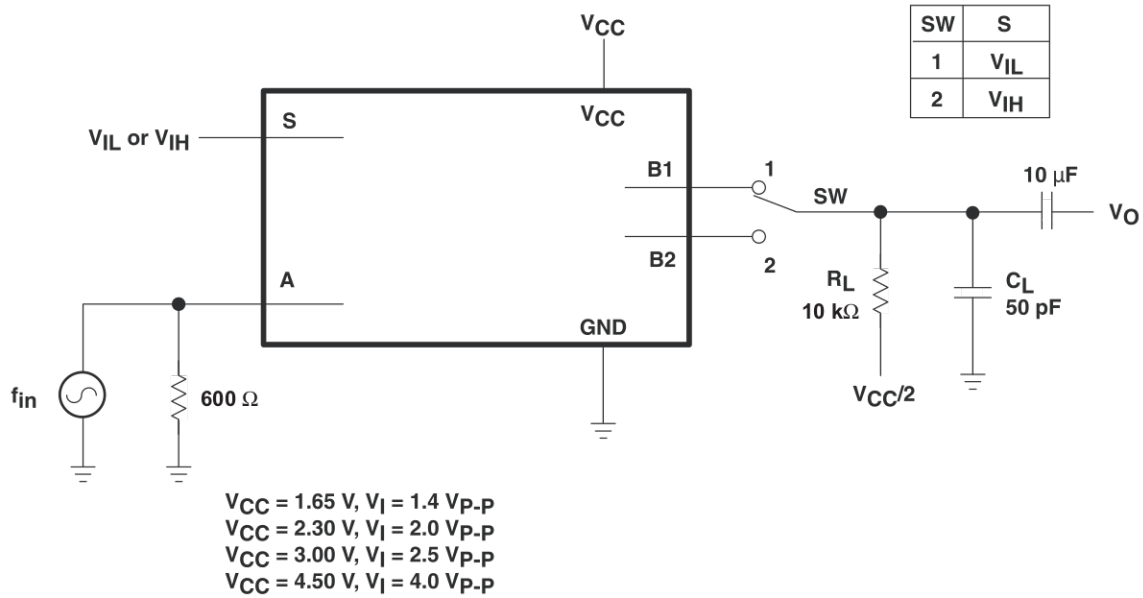 VCC
SW S
1 VIL
2 VIH
S
VCC
VIL or VIH
B1
1
SW
10 μF
VO
B2
2
A
RL
10 kΩ
CL
50 pF
GND
fin
600 Ω
VCC/2
VCC = 1.65 V, VI = 1.4 VP-P
VCC = 2.30 V, VI = 2.0 VP-P
VCC = 3.00 V, VI = 2.5 VP-P
VCC = 4.50 V, VI = 4.0 VP-P